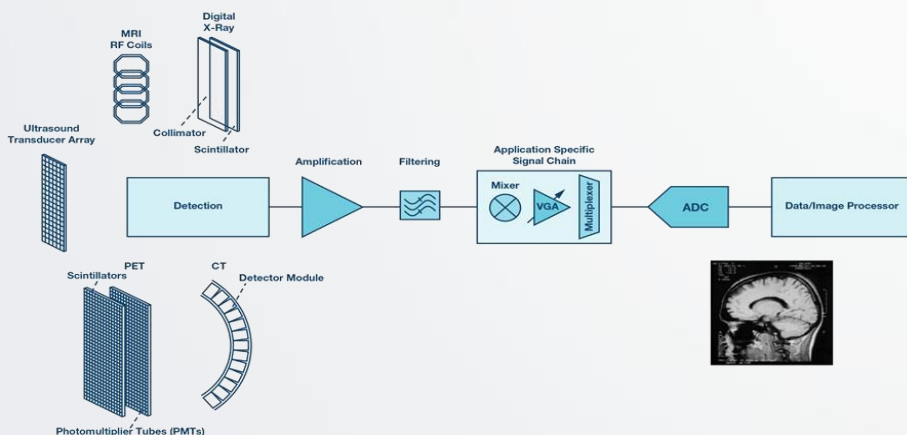 Digital
X-Ray
MRI
RF Coils
Collimator
Scintillator
Ultrasound
Transducer Array
Detection
Amplification
Filtering
Application Specific
Signal Chain
Mixer
VGA
Multiplexer
ADC
Data/Image Processor
PET
Scintillators
CT
Detector Module
Photomultiplier Tubes (PMTs)